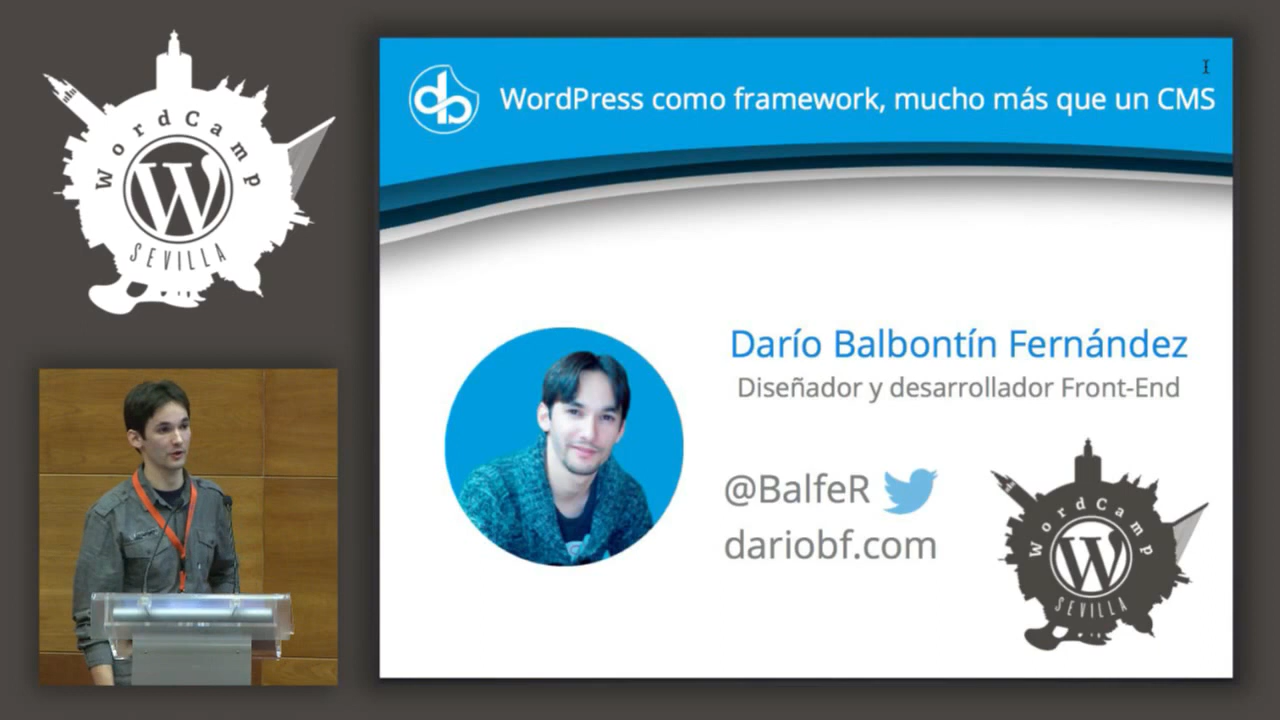 WordCamp
SEVILLA
WordPress como framework, mucho más que un CMS
Darío Balbontín Fernández
Diseñador y desarrollador Front-End
@BalfeR
dariobf.com
WordCamp
SEVILLA